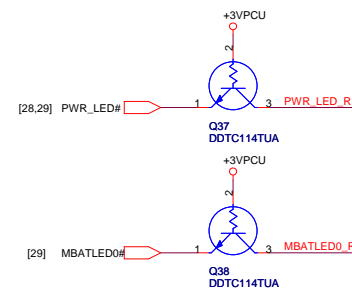 +3VPCU
2
[28,29] PWR_LED# 1 3 PWR_LED_R
Q37
DDTC114TUA
+3VPCU
2
[29] MBATLED0# 1 3 MBATLED0_R
Q38
DDTC114TUA